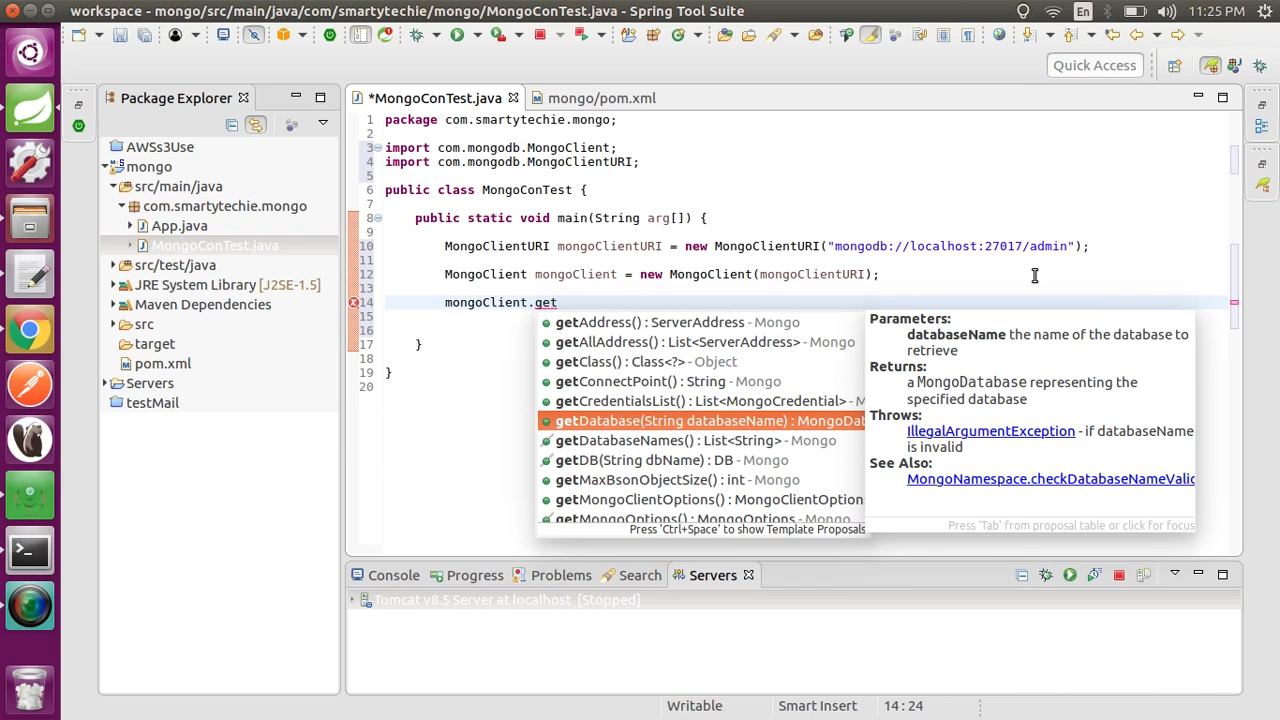 workspace - mongo/src/main/java/com/smartytechie/mongo/MongoConTest.java - Spring Tool Suite
En
11:25 PM
Quick Access
Package Explorer
AWSs3Use
mongo
src/main/java
com.smartytechie.mongo
App.java
MongoConTest.java
src/test/java
JRE System Library [J2SE-1.5]
Maven Dependencies
src
target
pom.xml
Servers
testMail
*MongoConTest.java
mongo/pom.xml
1 package com.smartytechie.mongo;
2
3 import com.mongodb.MongoClient;
4 import com.mongodb.MongoClientURI;
5
6 public class MongoConTest {
7
8 public static void main(String arg[]) {
9
10 MongoClientURI mongoClientURI = new MongoClientURI("mongodb://localhost:27017/admin");
11
12 MongoClient mongoClient = new MongoClient(mongoClientURI);
13
14 mongoClient.get
15
16
17 }
18
19 }
20
getAddress() : ServerAddress - Mongo
getAllAddress() : List<ServerAddress> - Mongo
getClass() : Class<?> - Object
getConnectPoint() : String - Mongo
getCredentialsList() : List<MongoCredential> - M
getDatabase(String databaseName) : MongoDat
getDatabaseNames() : List<String> - Mongo
getDB(String dbName) : DB - Mongo
getMaxBsonObjectSize() : int - Mongo
getMongoClientOptions() : MongoClientOptions
getMongoOptions() : MongoOptions - Mongo
Press 'Ctrl+Space' to show Template Proposals
Parameters:
databaseName the name of the database to
retrieve
Returns:
a MongoDatabase representing the
specified database
Throws:
IllegalArgumentException - if databaseName
is invalid
See Also:
MongoNamespace.checkDatabaseNameValid
Press 'Tab' from proposal table or click for focus
Console
Progress
Problems
Search
Servers
Tomcat v8.5 Server at localhost [Stopped]
Writable
Smart Insert
14 : 24